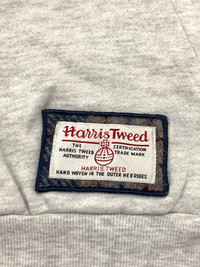 Harris Tweed
THE CERTIFICATION
HARRIS TWEED TRADE MARK
AUTHORITY
HARRIS TWEED
HAND WOVEN IN THE OUTER HEBRIDES